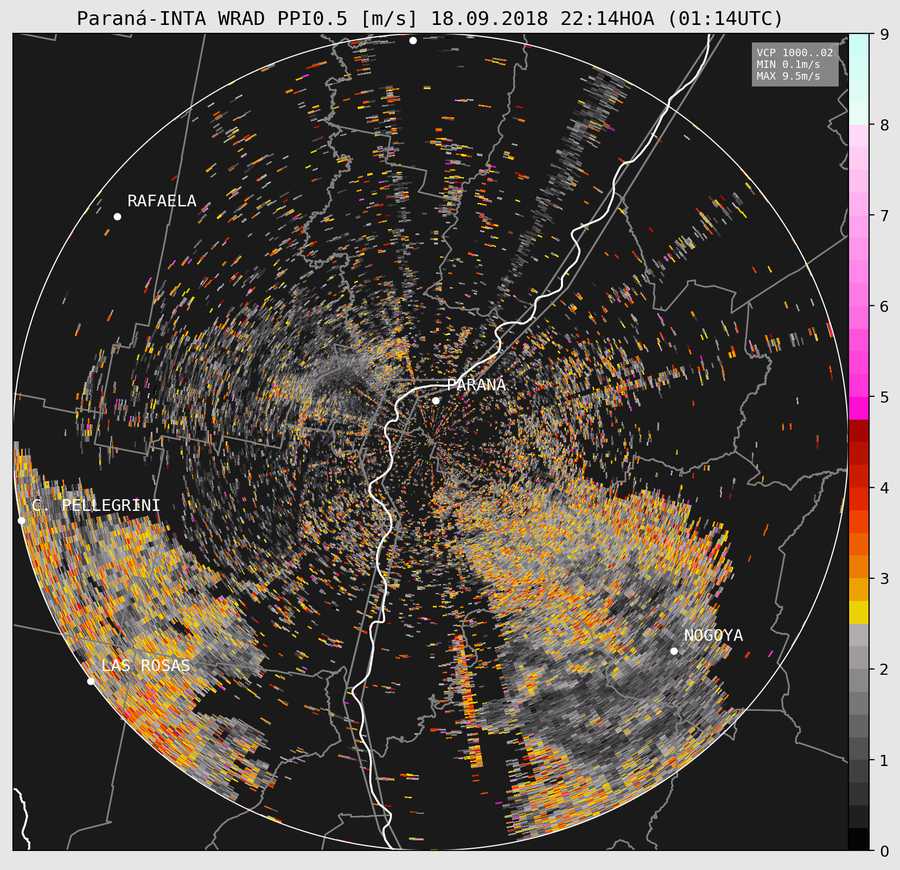 Paraná-INTA WRAD PPI0.5 [m/s] 18.09.2018 22:14HOA (01:14UTC)
VCP 1000..02
MIN 0.1m/s
MAX 9.5m/s
9
8
7
6
5
4
3
2
1
0
RAFAELA
PARANA
C. PELLEGRINI
NOGOYA
LAS ROSAS